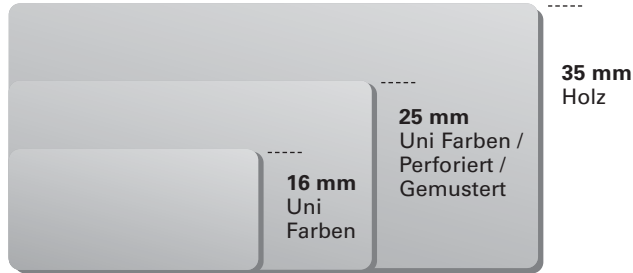 35 mm
Holz
25 mm
Uni Farben /
Perforiert /
Gemustert
16 mm
Uni
Farben